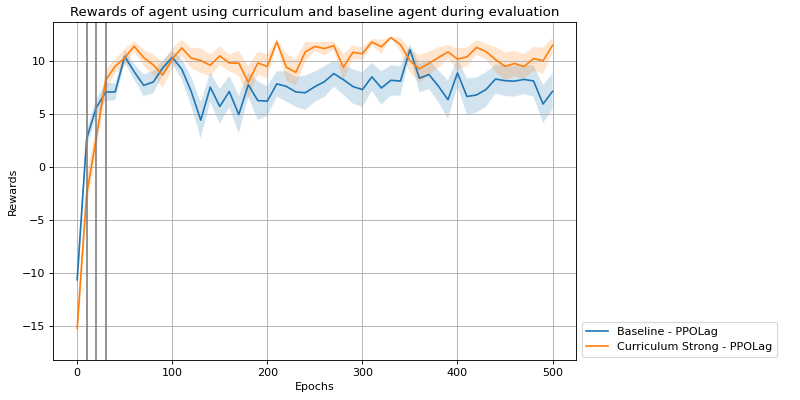 Rewards of agent using curriculum and baseline agent during evaluation
10
5
0
−5
−10
−15
Rewards
0 100 200 300 400 500
Epochs
Baseline - PPOLag
Curriculum Strong - PPOLag